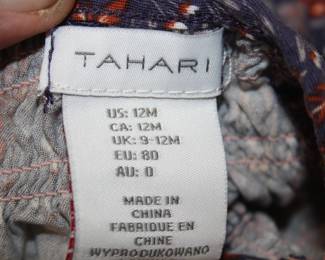 TAHARI
US: 12M
CA: 12M
UK: 9-12M
EU: 80
AU: 0
MADE IN
CHINA
FABRIQUE EN
CHINE
WYPRODUKOWANO